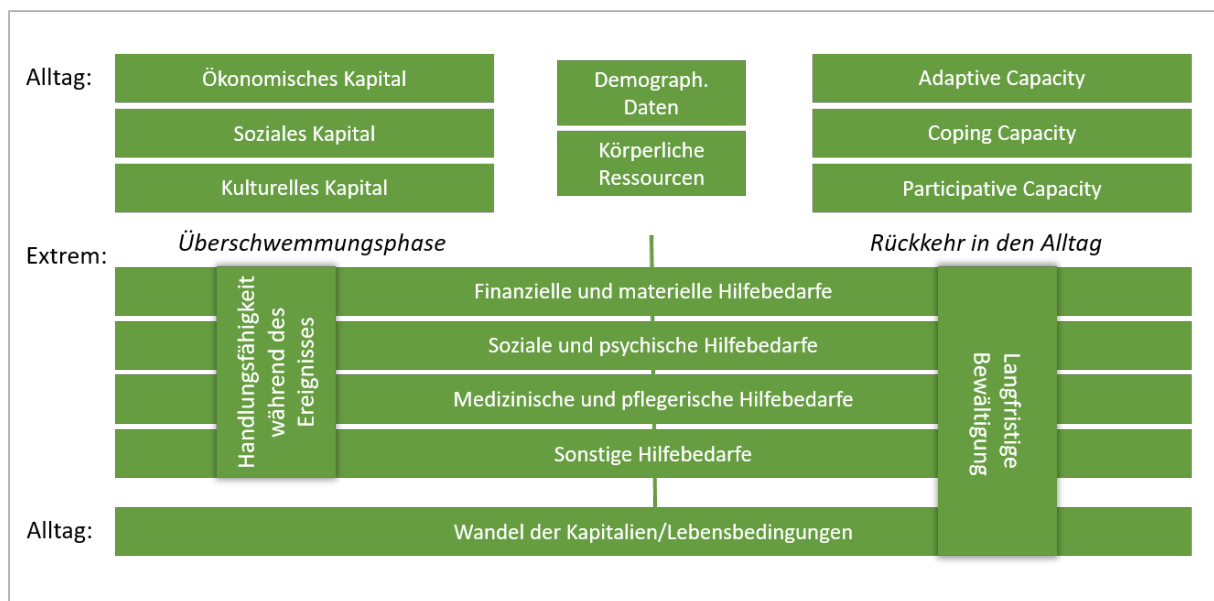 Alltag:
Ökonomisches Kapital
Soziales Kapital
Kulturelles Kapital
Demograph.
Daten
Körperliche
Ressourcen
Adaptive Capacity
Coping Capacity
Participative Capacity
Extrem:
Überschwemmungsphase
Rückkehr in den Alltag
Handlungsfähigkeit
während des
Ereignisses
Finanzielle und materielle Hilfebedarfe
Soziale und psychische Hilfebedarfe
Medizinische und pflegerische Hilfebedarfe
Sonstige Hilfebedarfe
Langfristige
Bewältigung
Alltag:
Wandel der Kapitalien/Lebensbedingungen